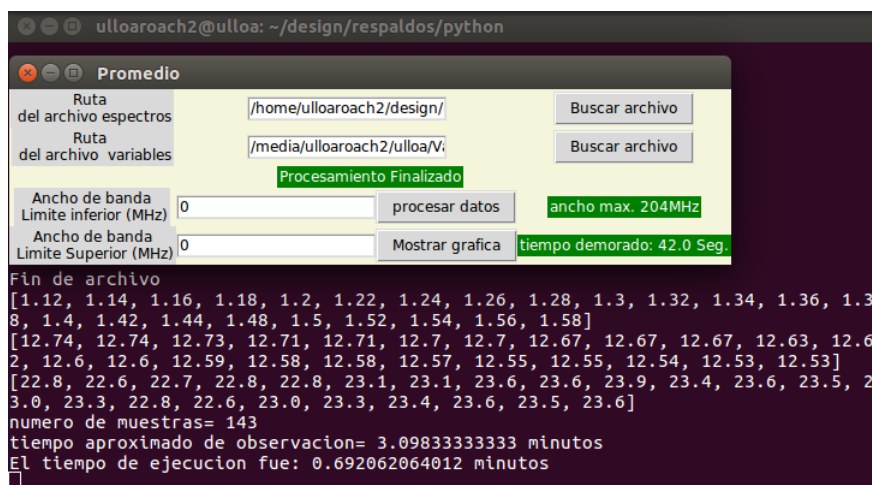 ulloaroach2@ulloa: ~/design/respaldos/python
Promedio
Ruta
del archivo espectros
/home/ulloaroach2/design/
Buscar archivo
Ruta
del archivo variables
/media/ulloaroach2/ulloa/Va
Buscar archivo
Procesamiento Finalizado
Ancho de banda
Limite inferior (MHz)
0
procesar datos
ancho max. 204MHz
Ancho de banda
Limite Superior (MHz)
0
Mostrar grafica
tiempo demorado: 42.0 Seg.
Fin de archivo
[1.12, 1.14, 1.16, 1.18, 1.2, 1.22, 1.24, 1.26, 1.28, 1.3, 1.32, 1.34, 1.36, 1.3
8, 1.4, 1.42, 1.44, 1.48, 1.5, 1.52, 1.54, 1.56, 1.58]
[12.74, 12.74, 12.73, 12.71, 12.71, 12.7, 12.7, 12.67, 12.67, 12.67, 12.63, 12.6
2, 12.6, 12.6, 12.59, 12.58, 12.58, 12.57, 12.55, 12.55, 12.54, 12.53, 12.53]
[22.8, 22.6, 22.7, 22.8, 22.8, 23.1, 23.1, 23.6, 23.6, 23.9, 23.4, 23.6, 23.5, 2
3.0, 23.3, 22.8, 22.6, 23.0, 23.3, 23.4, 23.6, 23.5, 23.6]
numero de muestras= 143
tiempo aproximado de observacion= 3.09833333333 minutos
El tiempo de ejecucion fue: 0.692062064012 minutos